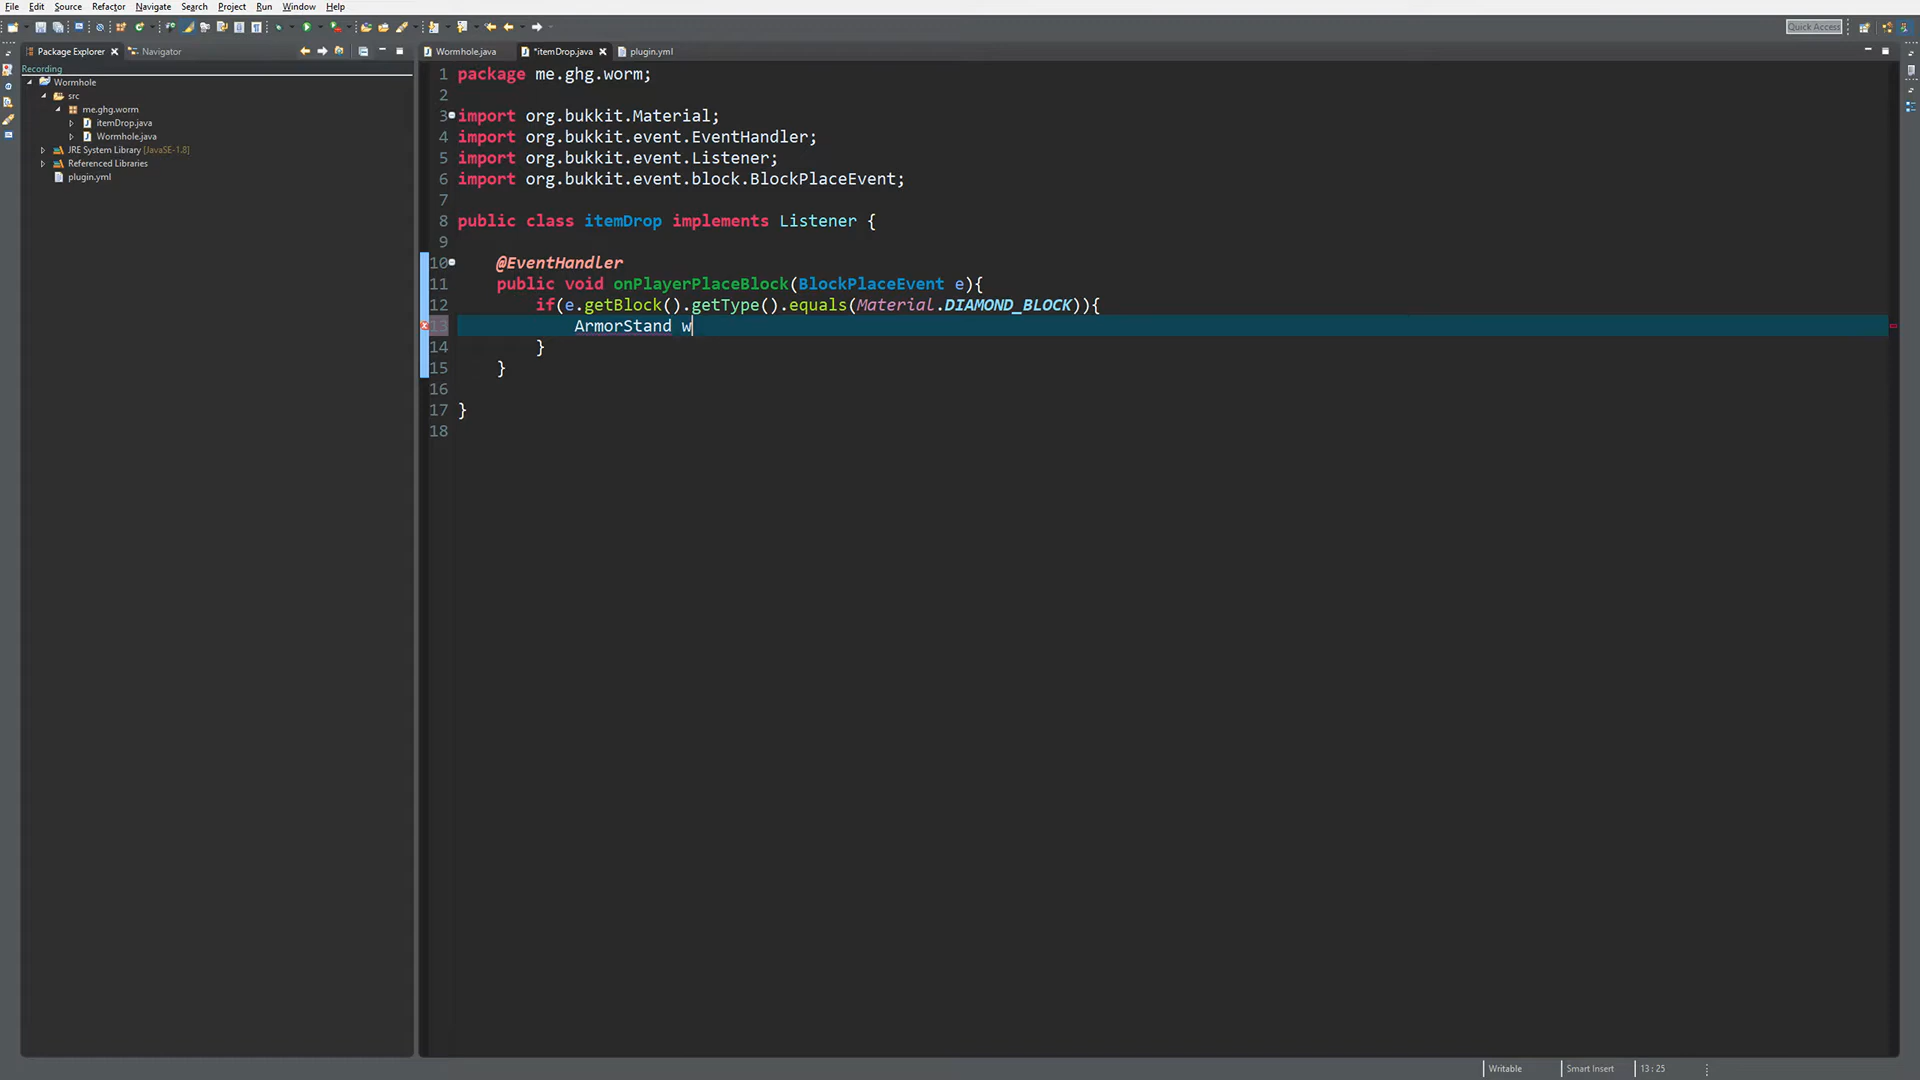 File Edit Source Refactor Navigate Search Project Run Window Help
Quick Access
Package Explorer Navigator
Wormhole.java *itemDrop.java plugin.yml
Recording
Wormhole
src
me.ghg.worm
itemDrop.java
Wormhole.java
JRE System Library [JavaSE-1.8]
Referenced Libraries
plugin.yml
1 package me.ghg.worm;
2
3 import org.bukkit.Material;
4 import org.bukkit.event.EventHandler;
5 import org.bukkit.event.Listener;
6 import org.bukkit.event.block.BlockPlaceEvent;
7
8 public class itemDrop implements Listener {
9
10 @EventHandler
11 public void onPlayerPlaceBlock(BlockPlaceEvent e){
12 if(e.getBlock().getType().equals(Material.DIAMOND_BLOCK)){
13 ArmorStand w
14 }
15 }
16
17 }
18
Writable Smart Insert 13:25